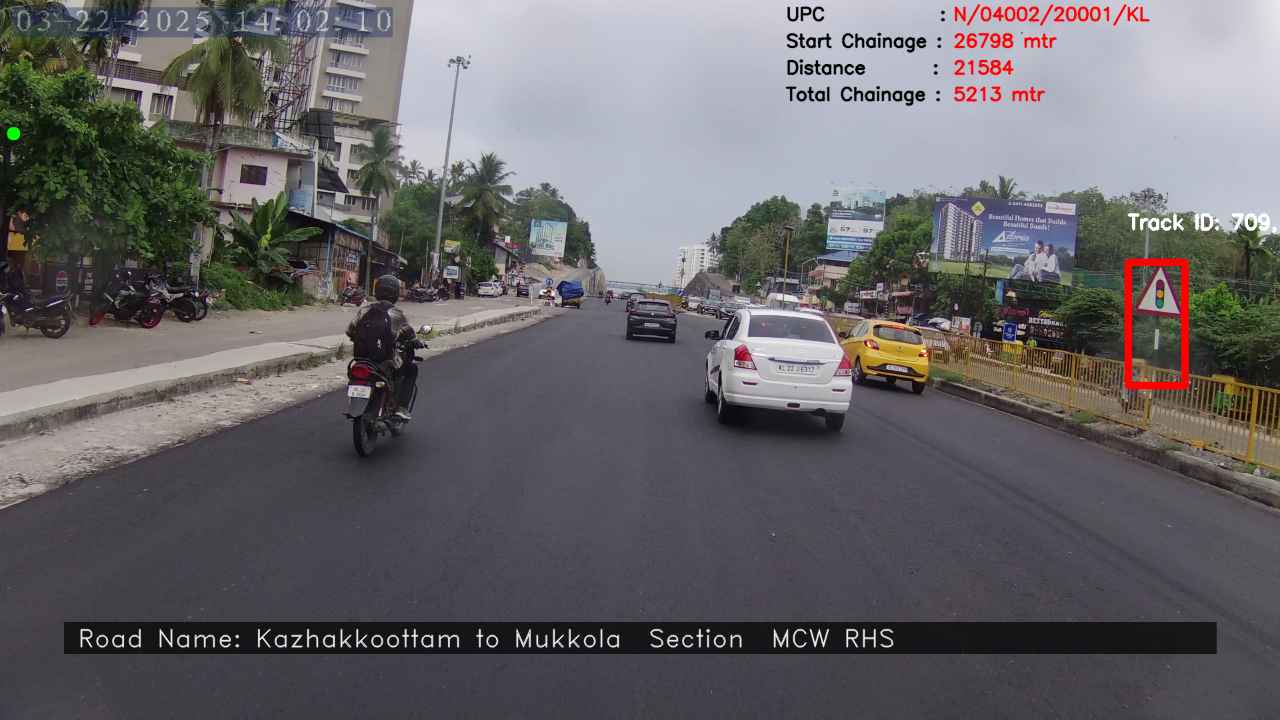 03-22-2025 14:02:10
UPC : N/04002/20001/KL
Start Chainage : 26798 mtr
Distance : 21584
Total Chainage : 5213 mtr
Track ID: 709,
Beautiful Homes that Builds
Beautiful Bonds!
Road Name: Kazhakkoottam to Mukkola Section MCW RHS